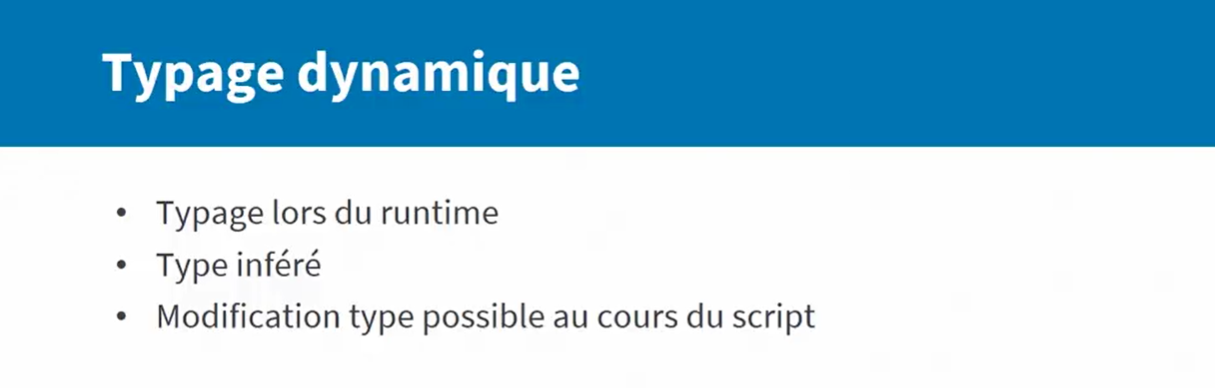 Typage dynamique
• Typage lors du runtime
• Type inféré
• Modification type possible au cours du script